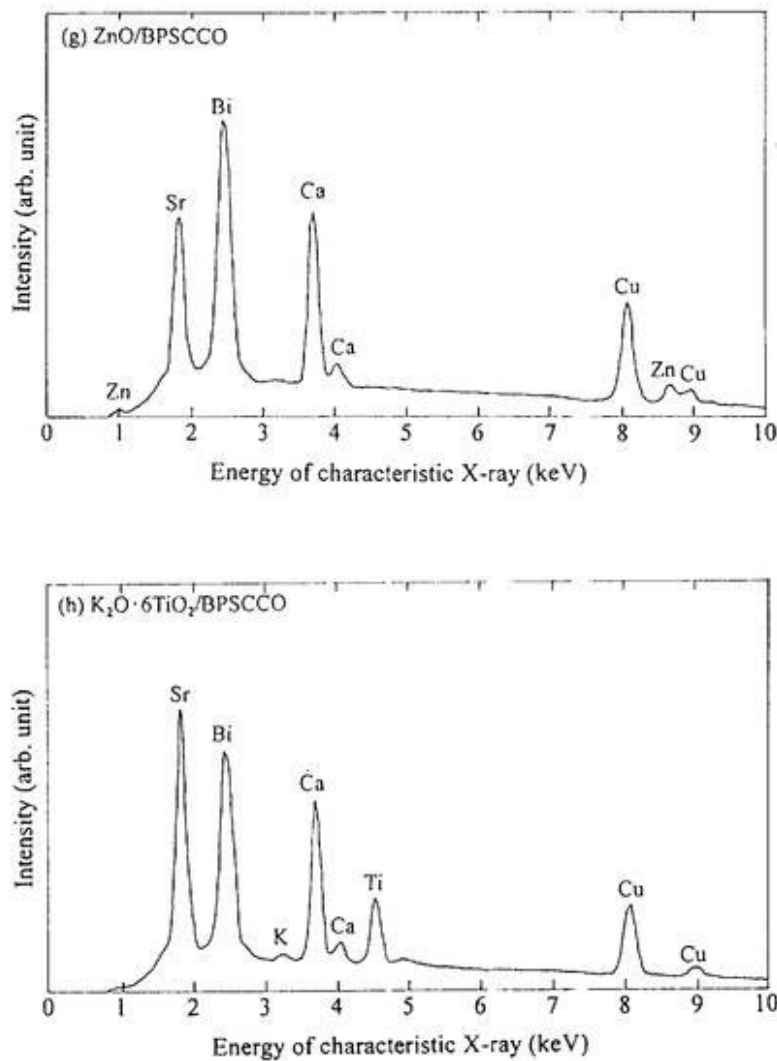 (g) ZnO/BPSCCO
Intensity (arb. unit)
Bi
Sr
Ca
Cu
Ca
Zn
Zn
Cu
0 1 2 3 4 5 6 7 8 9 10
Energy of characteristic X-ray (keV)
(h) K₂O·6TiO₂/BPSCCO
Intensity (arb. unit)
Sr
Bi
Ca
Ti
Cu
K
Ca
Cu
0 1 2 3 4 5 6 7 8 9 10
Energy of characteristic X-ray (keV)